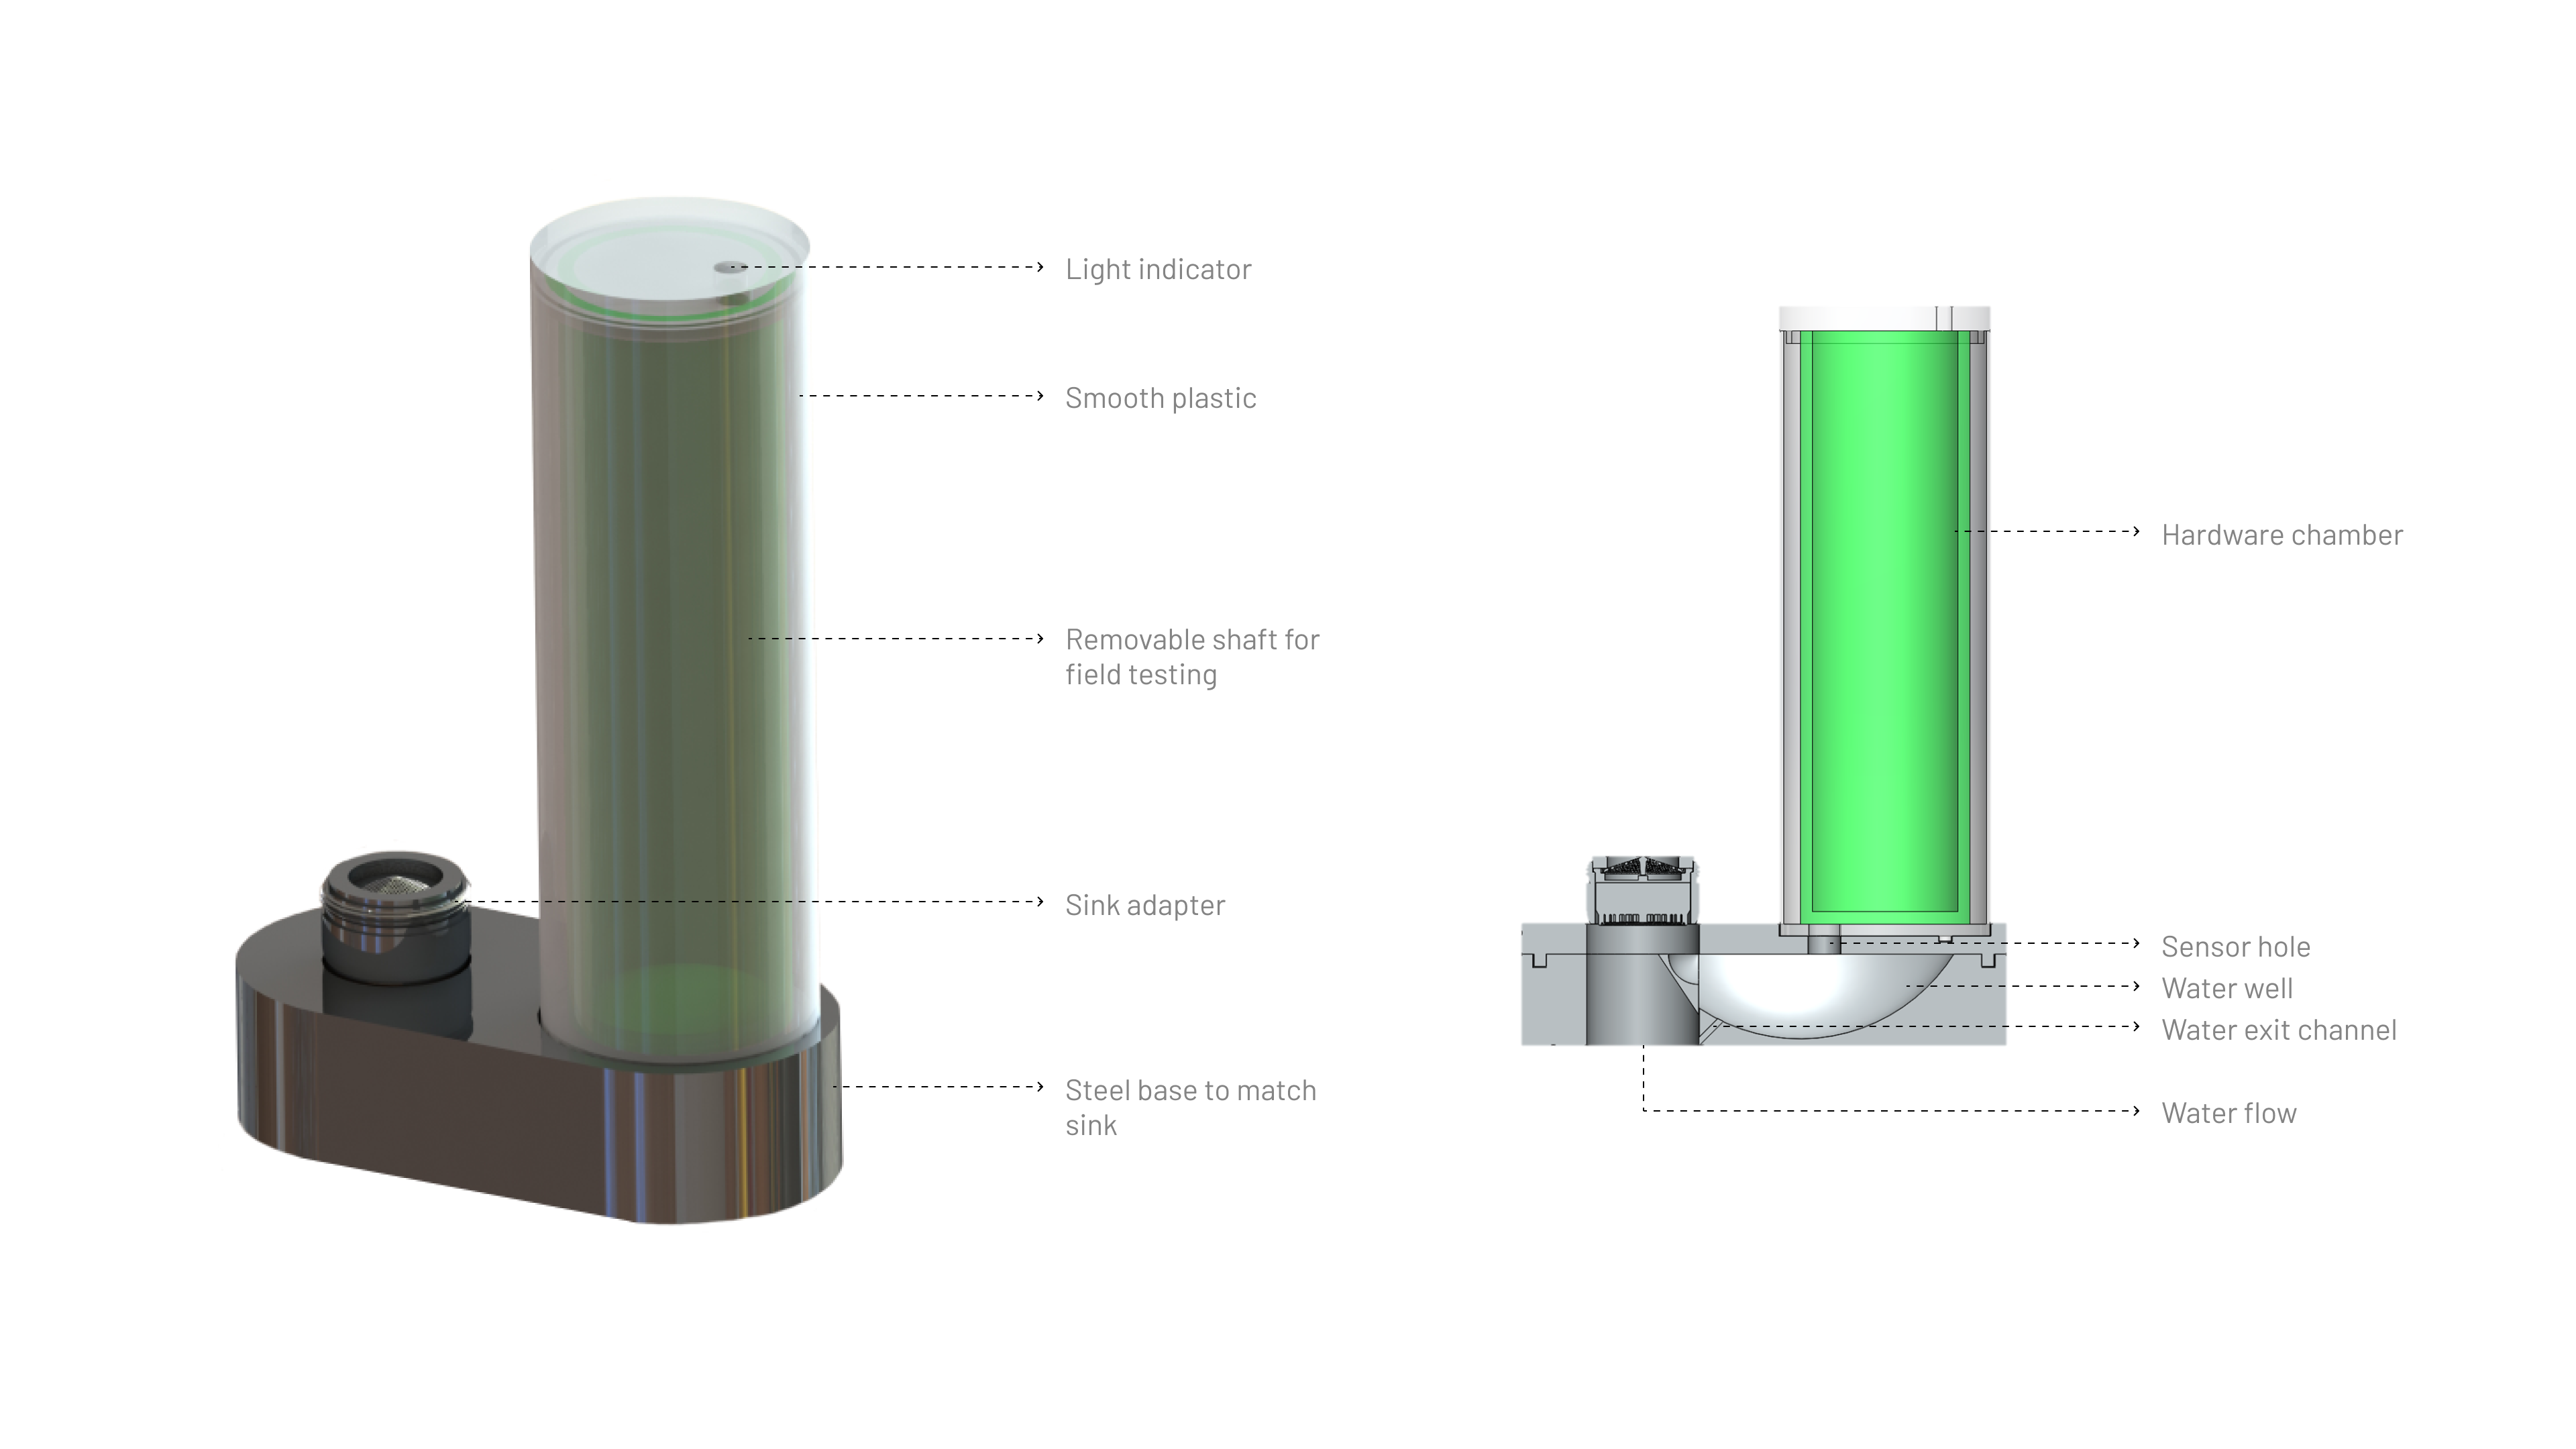 Light indicator
Smooth plastic
Removable shaft for
field testing
Sink adapter
Steel base to match
sink
Hardware chamber
Sensor hole
Water well
Water exit channel
Water flow